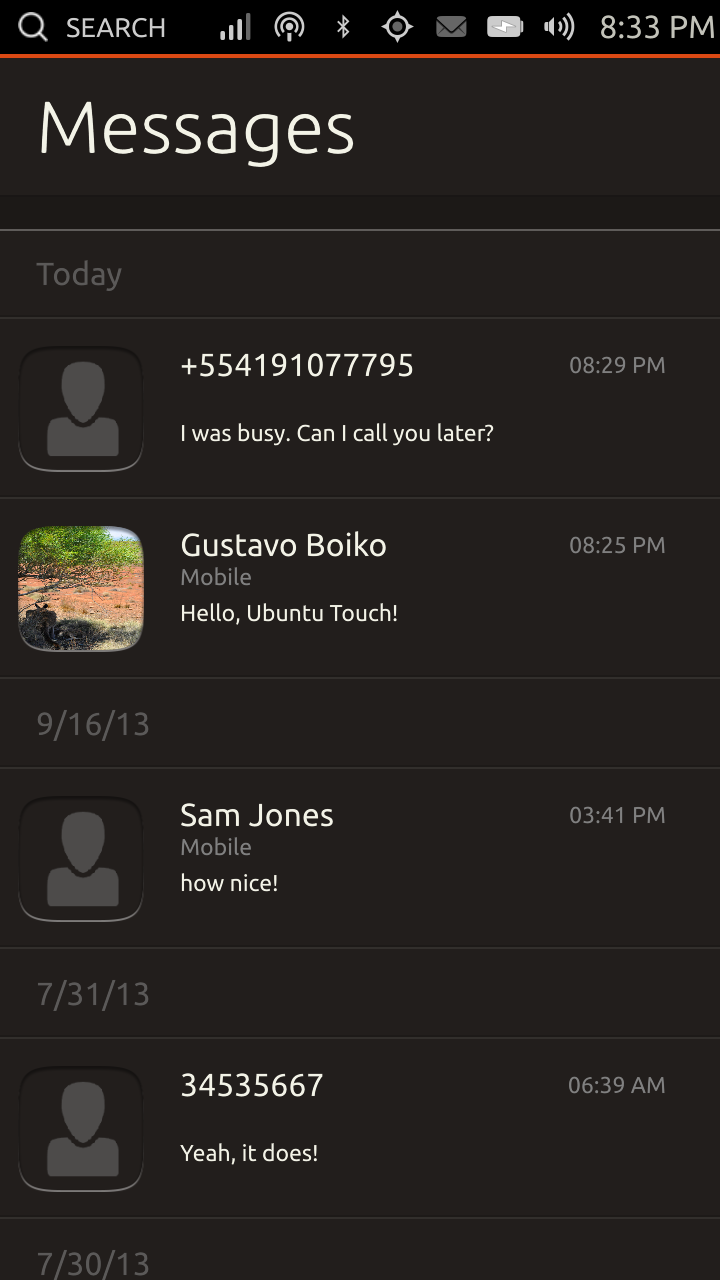 SEARCH 8:33 PM
Messages
Today
+554191077795 08:29 PM
I was busy. Can I call you later?
Gustavo Boiko 08:25 PM
Mobile
Hello, Ubuntu Touch!
9/16/13
Sam Jones 03:41 PM
Mobile
how nice!
7/31/13
34535667 06:39 AM
Yeah, it does!
7/30/13